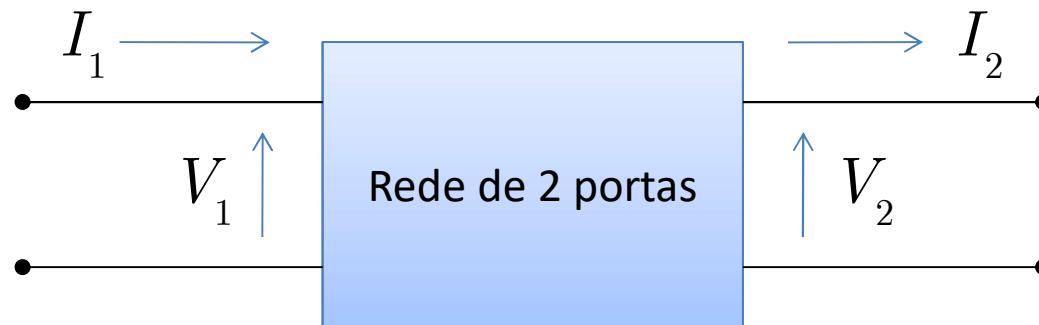 I₁ I₂
V₁ Rede de 2 portas V₂